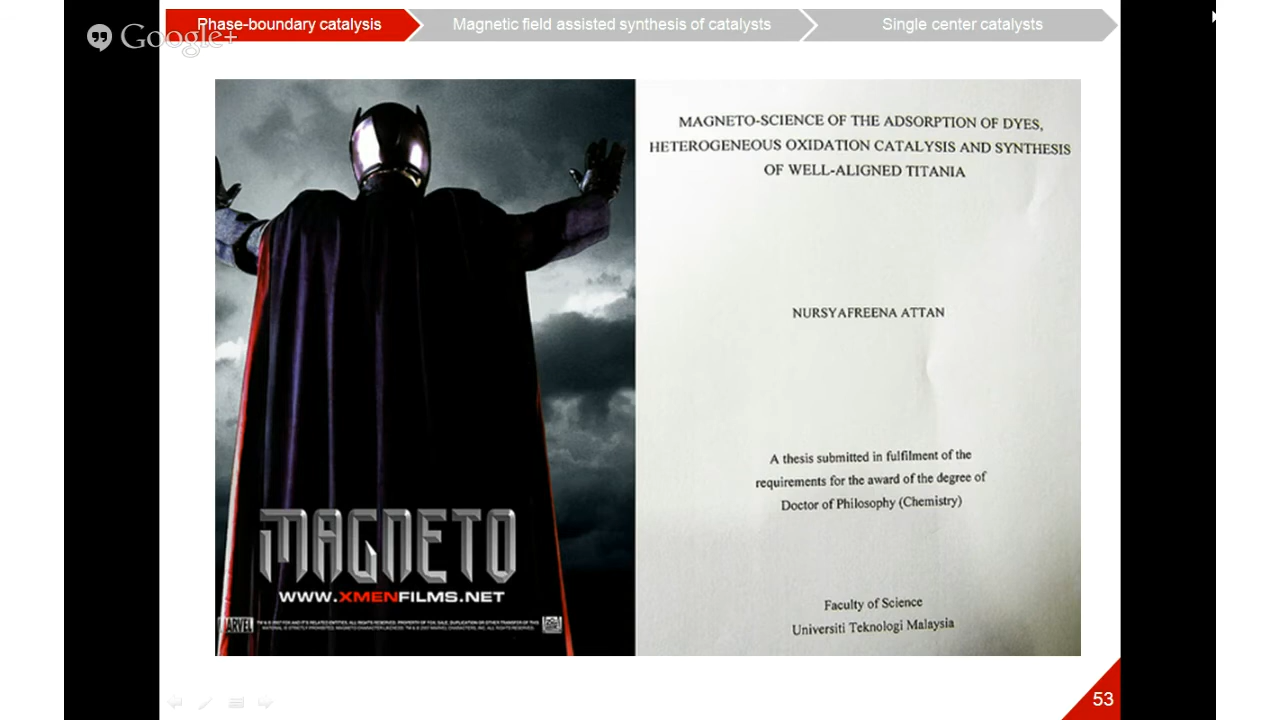 Phase-boundary catalysis
Magnetic field assisted synthesis of catalysts
Single center catalysts
Google+
MAGNETO
WWW.XMENFILMS.NET
MARVEL
MAGNETO-SCIENCE OF THE ADSORPTION OF DYES,
HETEROGENEOUS OXIDATION CATALYSIS AND SYNTHESIS
OF WELL-ALIGNED TITANIA
NURSYAFREENA ATTAN
A thesis submitted in fulfilment of the
requirements for the award of the degree of
Doctor of Philosophy (Chemistry)
Faculty of Science
Universiti Teknologi Malaysia
53